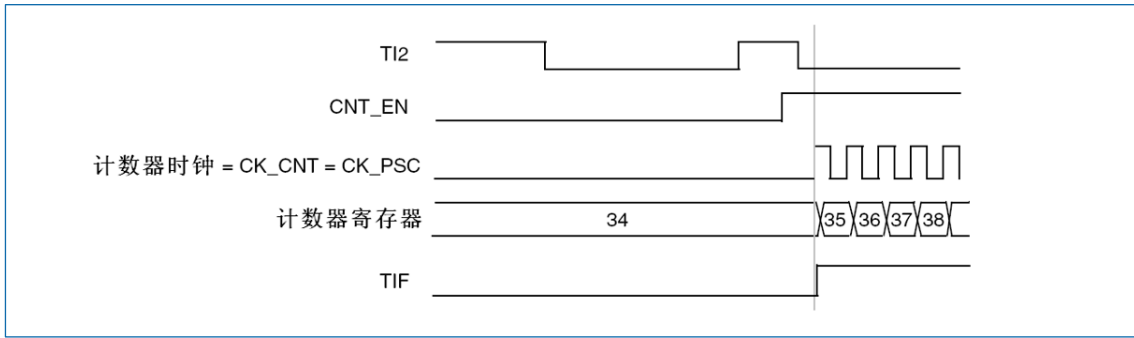 TI2
CNT_EN
计数器时钟 = CK_CNT = CK_PSC
计数器寄存器 34 35 36 37 38
TIF